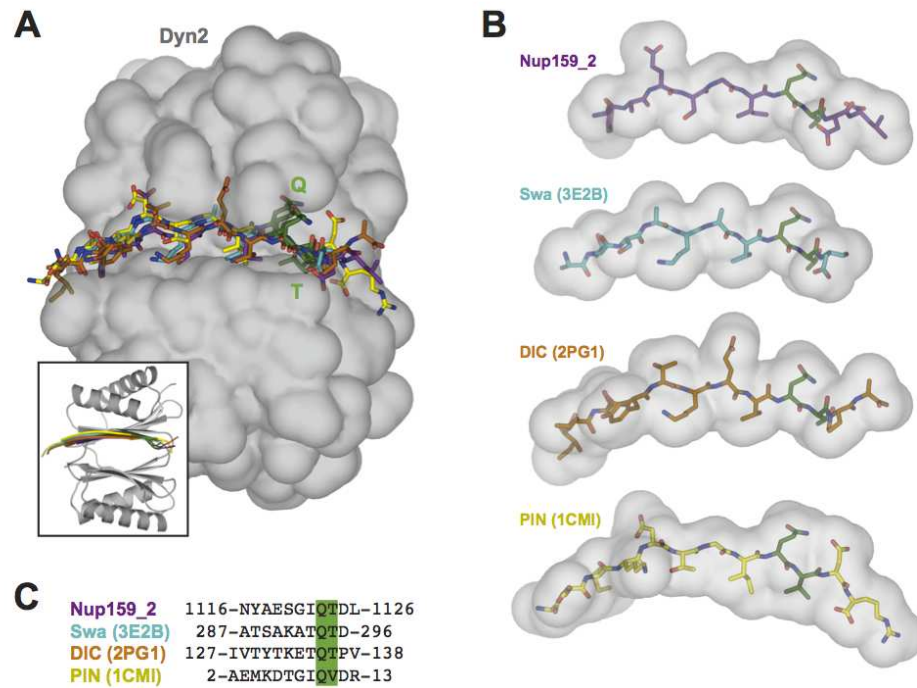 A
Dyn2
Q
T
B
Nup159_2
Swa (3E2B)
DIC (2PG1)
PIN (1CMI)
C
Nup159_2 1116-NYAESGIQTDL-1126
Swa (3E2B) 287-ATSAKATQTD-296
DIC (2PG1) 127-IVTYTKETQTPV-138
PIN (1CMI) 2-AEMKDTGIQVDR-13